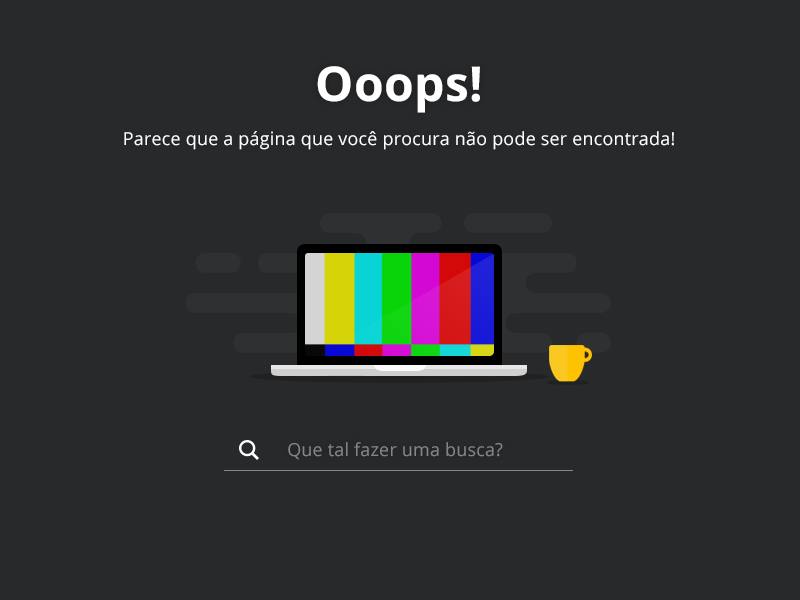 Ooops!
Parece que a página que você procura não pode ser encontrada!
Que tal fazer uma busca?